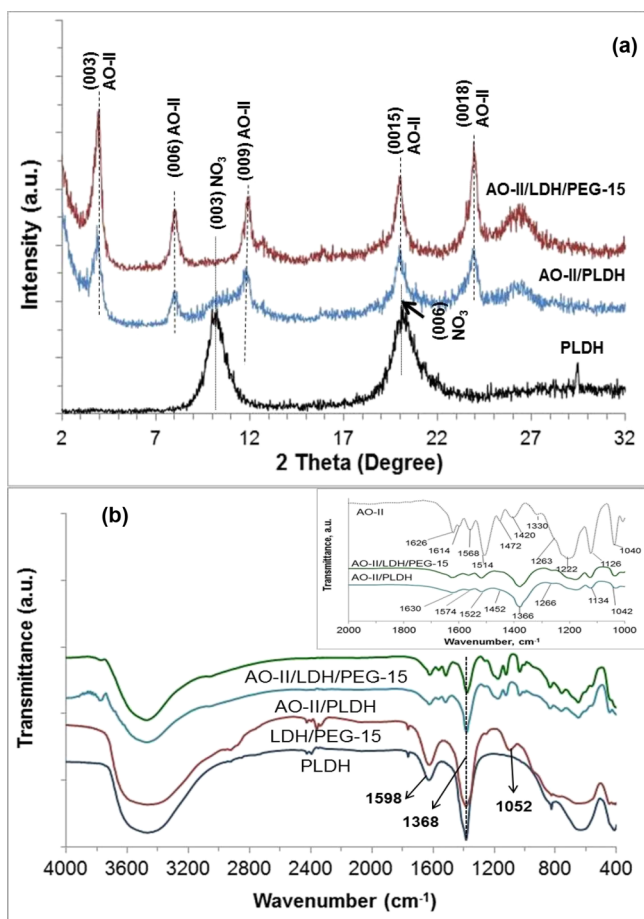 (a)
(003)
AO-II
(006) AO-II
(003) NO3
(009) AO-II
(0015)
AO-II
(0018)
AO-II
AO-II/LDH/PEG-15
AO-II/PLDH
(006)
NO3
PLDH
Intensity (a.u.)
2 7 12 17 22 27 32
2 Theta (Degree)
(b)
Transmittance, a.u.
AO-II
1626
1614
1568
1514
1472
1420
1330
1263
1222
1126
1040
AO-II/LDH/PEG-15
AO-II/PLDH
1630
1574
1522
1452
1366
1266
1134
1042
2000 1800 1600 1400 1200 1000
Wavenumber, cm-1
Transmittance (a.u.)
AO-II/LDH/PEG-15
AO-II/PLDH
LDH/PEG-15
PLDH
1598
1368
1052
4000 3600 3200 2800 2400 2000 1600 1200 800 400
Wavenumber (cm-1)